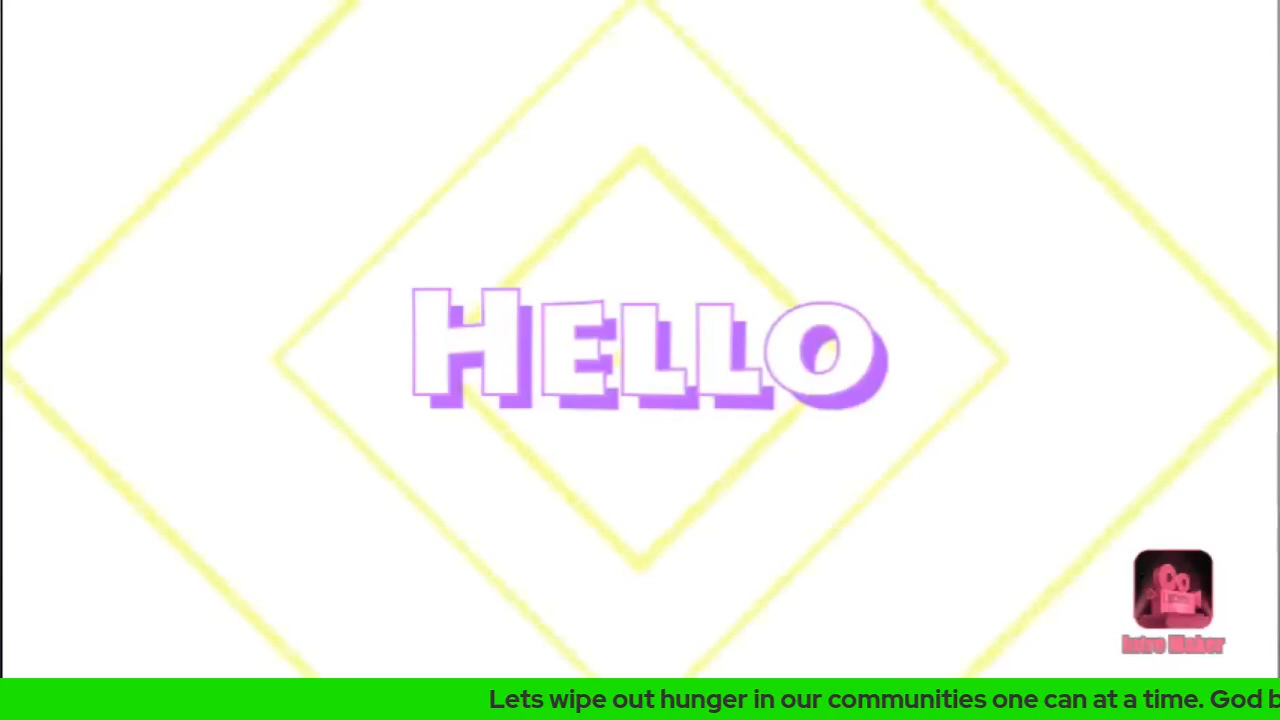 HELLO
Intro Maker
Lets wipe out hunger in our communities one can at a time. God b